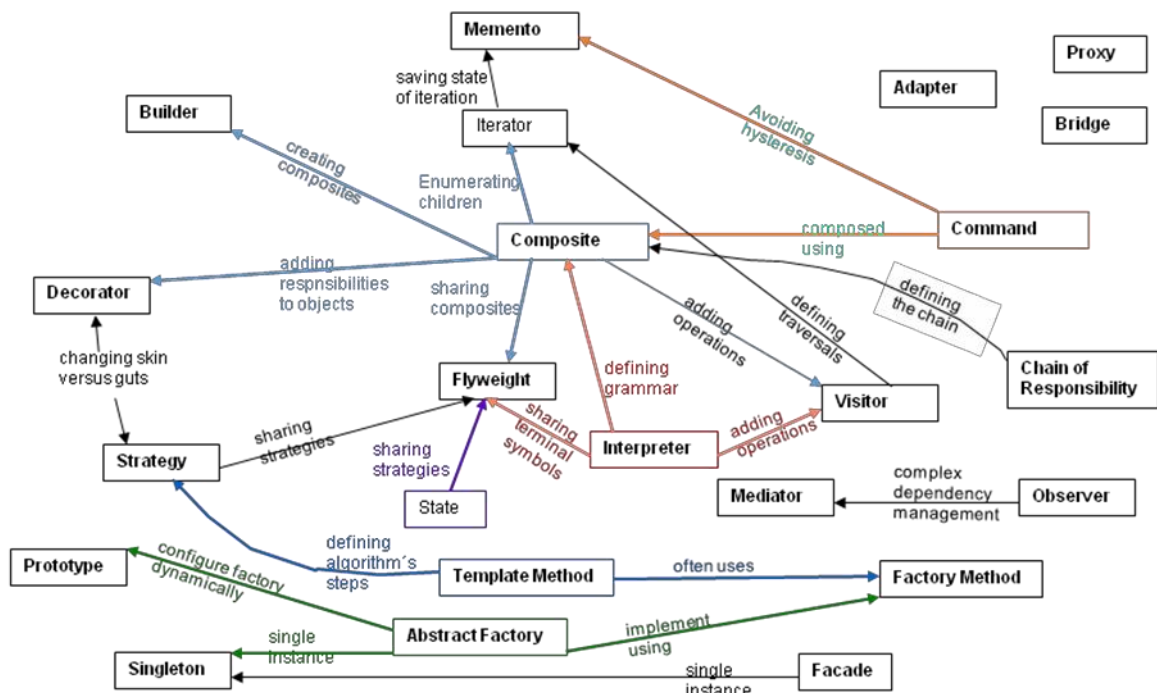 Memento
Proxy
Adapter
saving state
of iteration
Builder
Iterator
Avoiding
hysteresis
Bridge
creating
composites
Enumerating
children
Composite
composed
using
Command
adding
respnsibilities
to objects
Decorator
sharing
composites
adding
operations
defining
traversals
defining
the chain
changing skin
versus guts
Flyweight
defining
grammar
Visitor
Chain of
Responsibility
sharing
strategies
Strategy
sharing
strategies
sharing
terminal
symbols
Interpreter
adding
operations
State
Mediator
complex
dependency
management
Observer
Prototype
configure factory
dynamically
defining
algorithm´s
steps
Template Method
often uses
Factory Method
Abstract Factory
implement
using
single
Instance
Singleton
single
instance
Facade